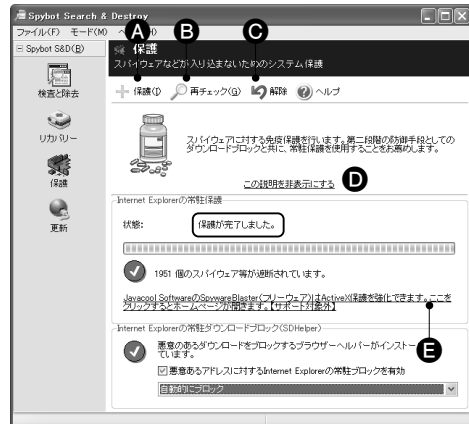 Spybot Search & Destroy
ファイル(F) モード(M) ヘ
Spybot S&D(B)
検査と除去
リカバリー
保護
更新
保護
スパイウェアなどが入り込まないためのシステム保護
A
B
C
保護(I)
再チェック(G)
解除
ヘルプ
スパイウェアに対する免疫保護を行います。第二段階の防御手段としての
ダウンロードブロックと共に、常駐保護を使用することをお薦めします。
この説明を非表示にする
D
Internet Explorerの常駐保護
状態:
保護が完了しました。
1951 個のスパイウェア等が遮断されています。
Javacool SoftwareのSpywareBlaster(フリーウェア)はActiveX保護を強化できます。ここを
クリックするとホームページが開きます。【サポート対象外】
E
Internet Explorerの常駐ダウンロードブロック(SDHelper)
悪意のあるダウンロードをブロックするブラウザーヘルパーがインストー
ています。
悪意あるアドレスに対するInternet Explorerの常駐ブロックを有効
自動的にブロック